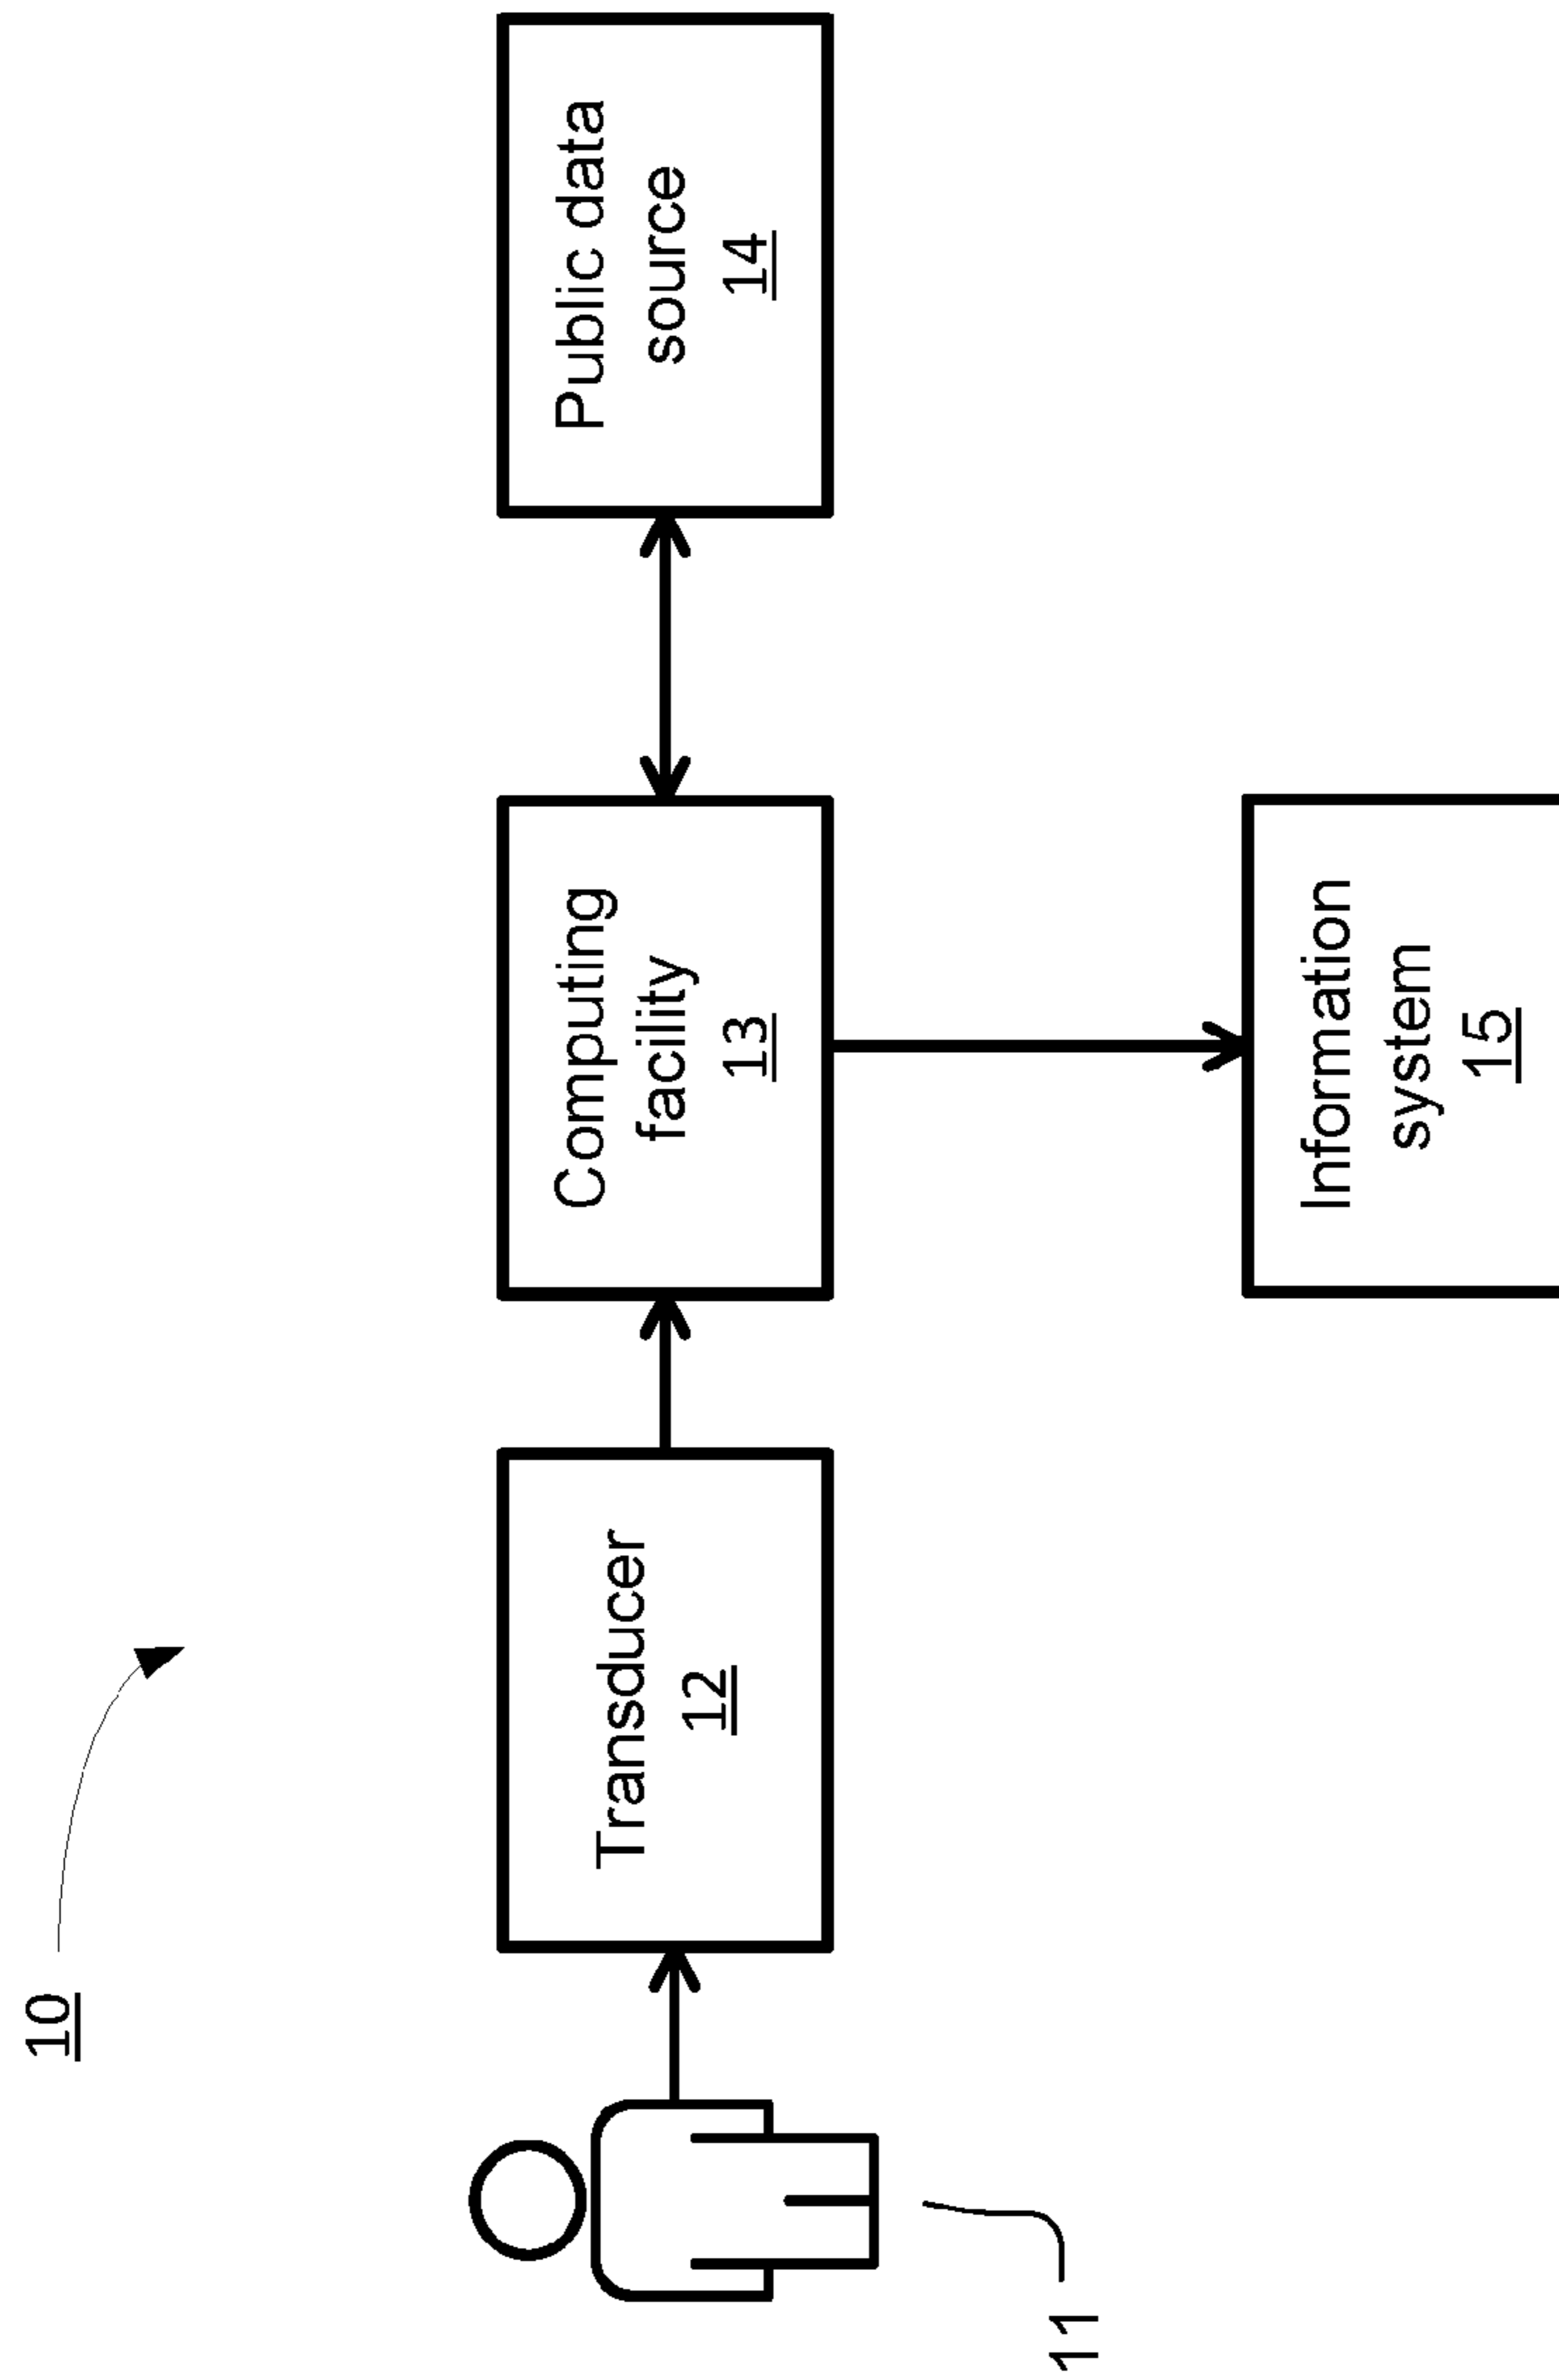 10
11
Transducer
12
Computing
facility
13
Public data
source
14
Information
system
15